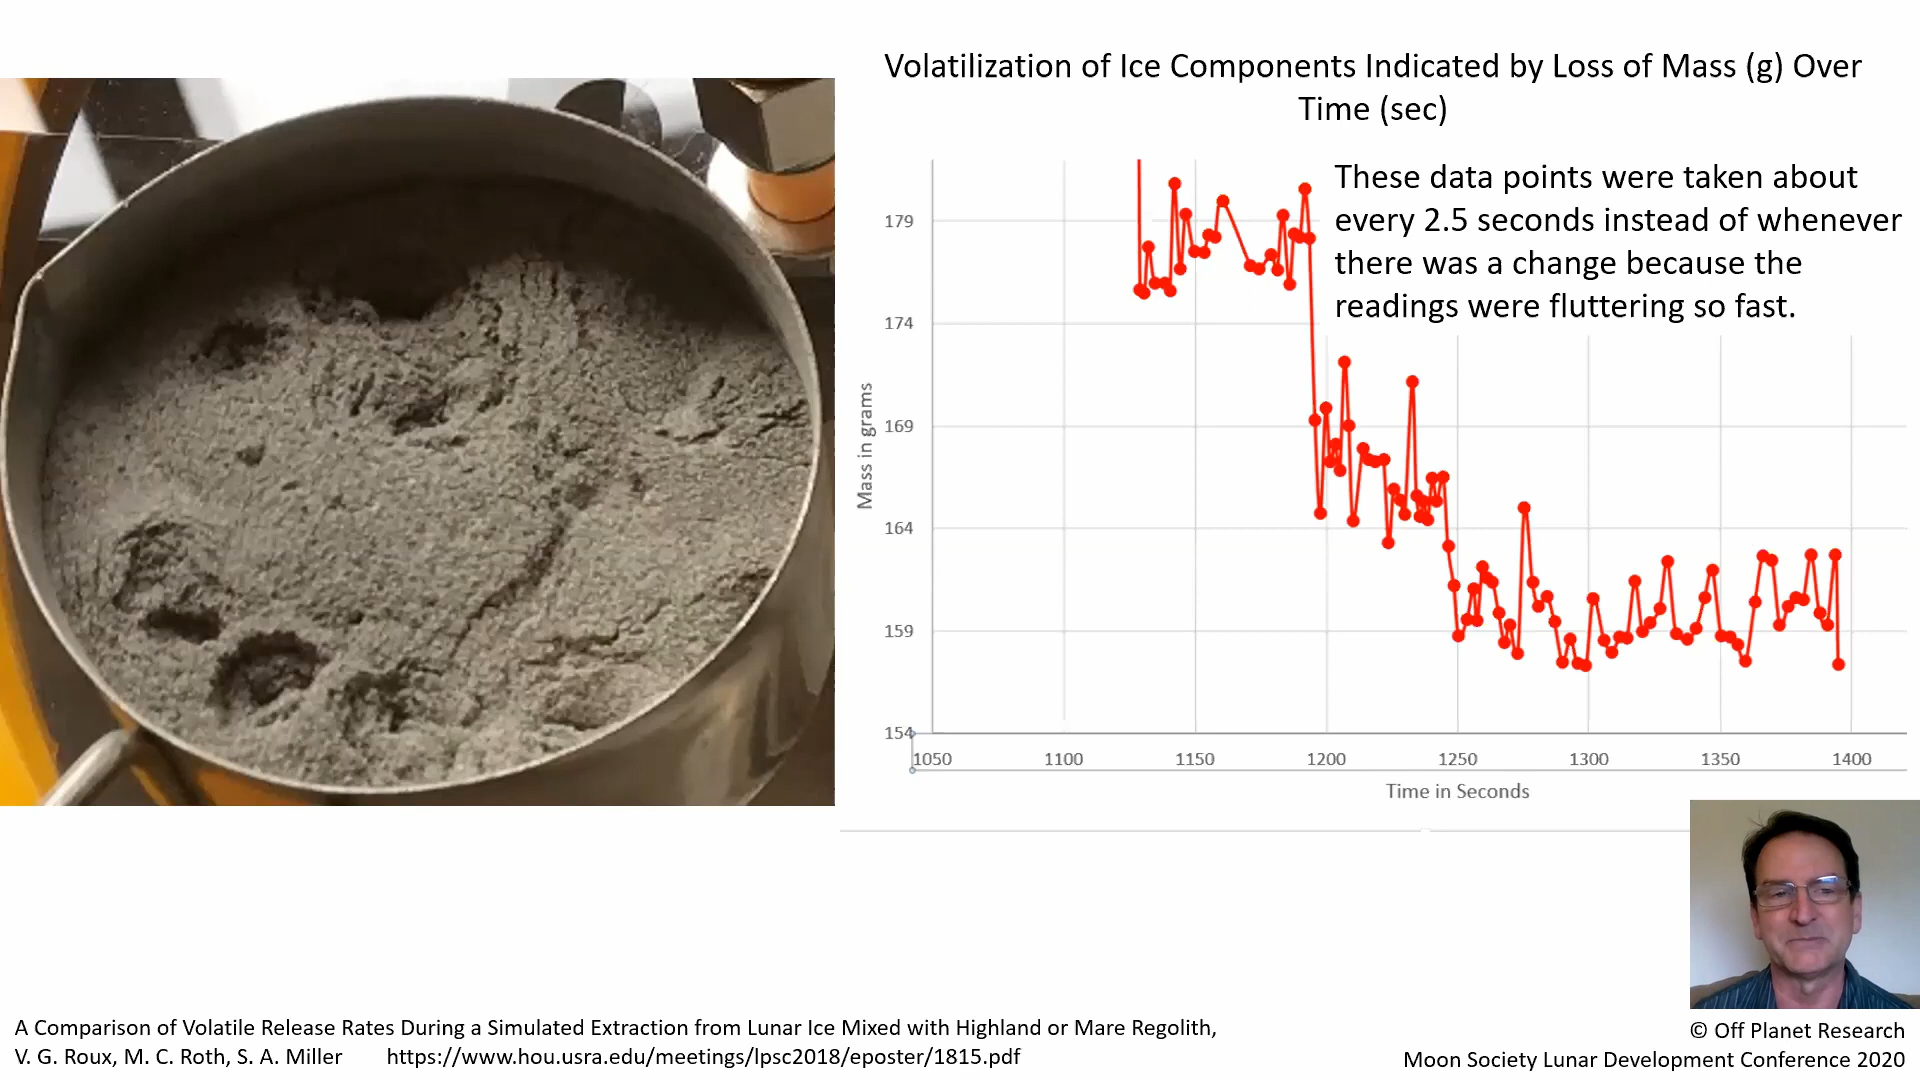 Volatilization of Ice Components Indicated by Loss of Mass (g) Over
Time (sec)
These data points were taken about
every 2.5 seconds instead of whenever
there was a change because the
readings were fluttering so fast.
179
174
169
164
159
154
Mass in grams
1050 1100 1150 1200 1250 1300 1350 1400
Time in Seconds
A Comparison of Volatile Release Rates During a Simulated Extraction from Lunar Ice Mixed with Highland or Mare Regolith,
V. G. Roux, M. C. Roth, S. A. Miller https://www.hou.usra.edu/meetings/lpsc2018/eposter/1815.pdf
© Off Planet Research
Moon Society Lunar Development Conference 2020